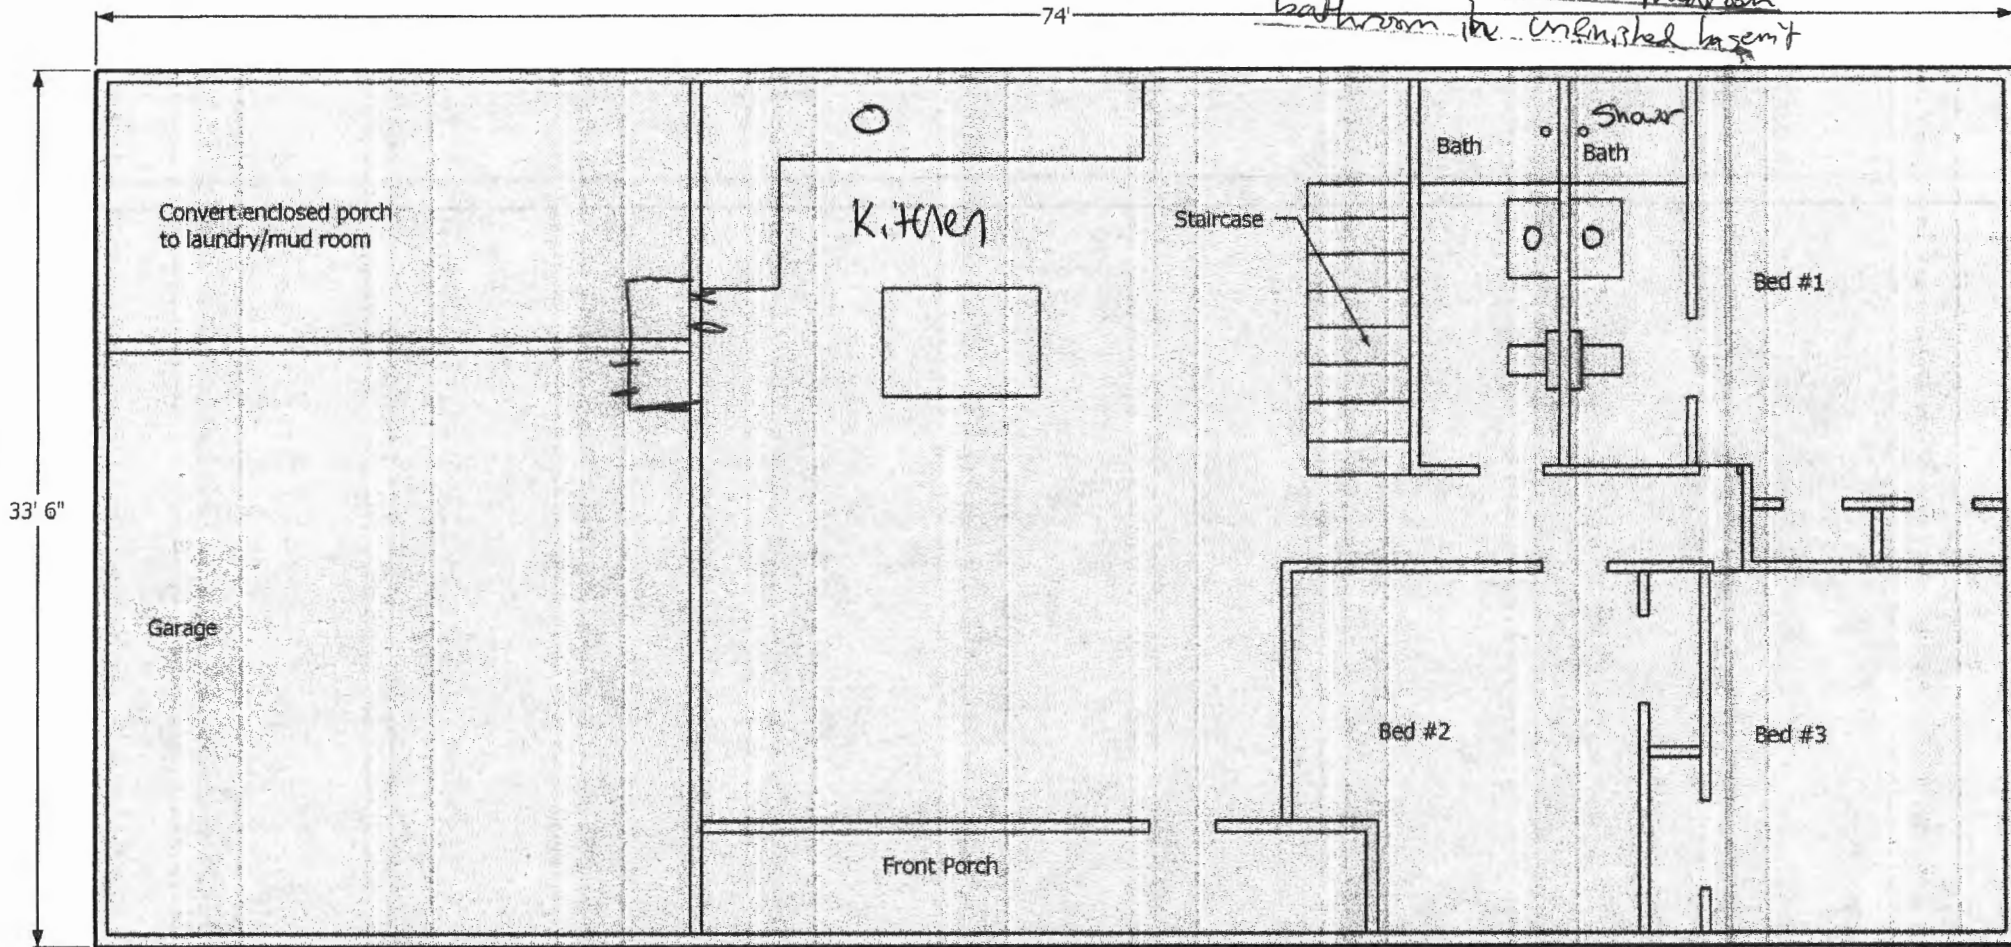 74'
bathroom in unfinished basem't
Shower
Bath
Bath
Convert enclosed porch
to laundry/mud room
Kitchen
Staircase
Bed #1
33' 6"
Garage
Bed #2
Bed #3
Front Porch